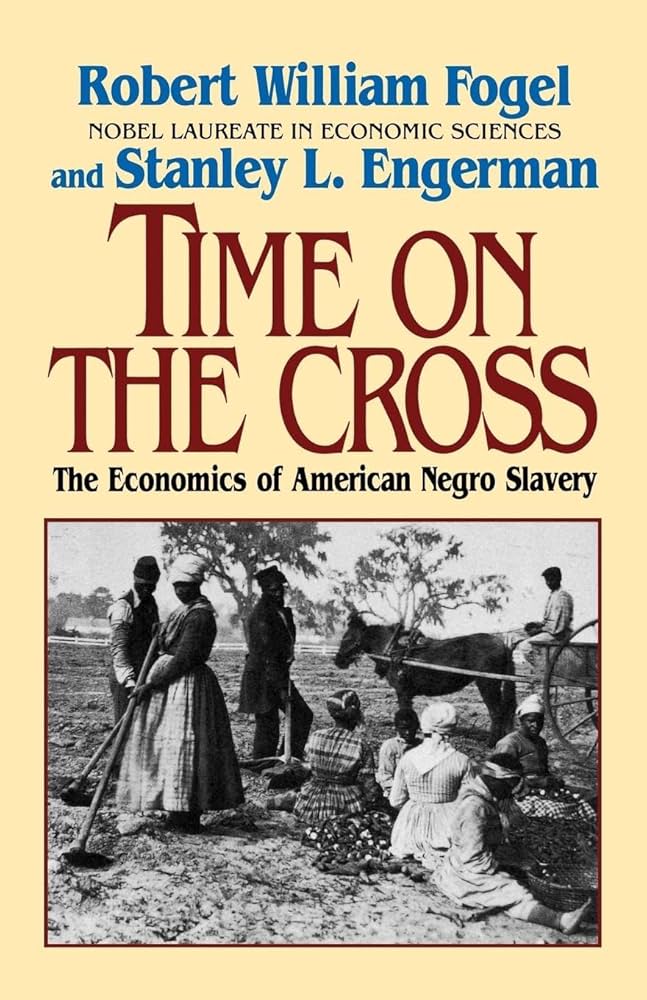 Robert William Fogel
NOBEL LAUREATE IN ECONOMIC SCIENCES
and Stanley L. Engerman
TIME ON
THE CROSS
The Economics of American Negro Slavery